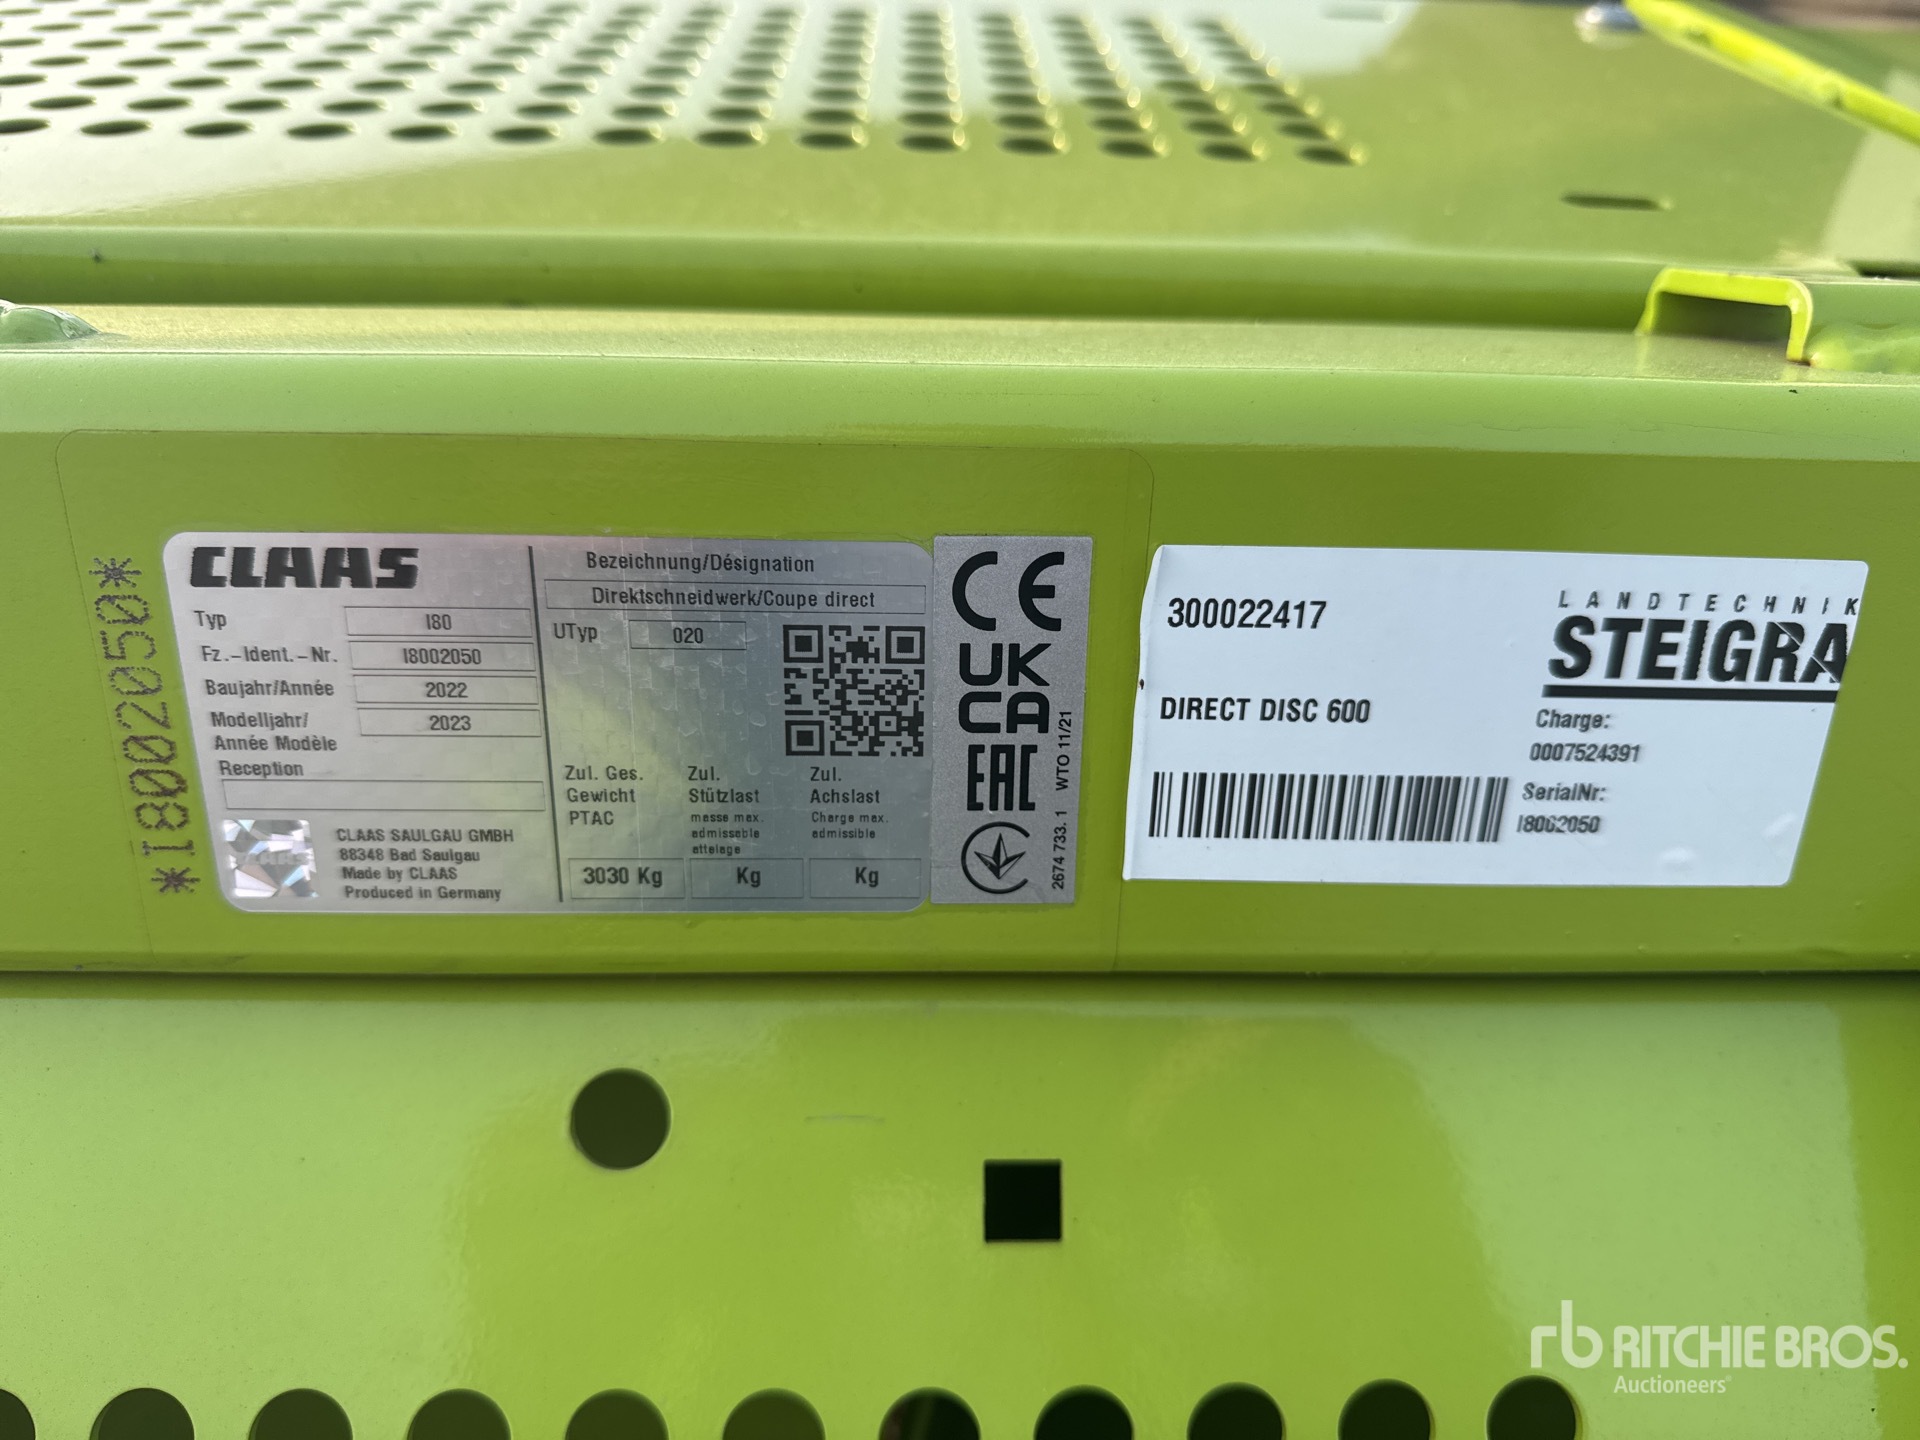 *I8002050*
CLAAS
Typ I80
Fz.-Ident.-Nr. I8002050
Baujahr/Année 2022
Modelljahr/ 2023
Année Modèle
Reception
CLAAS SAULGAU GMBH
88348 Bad Saulgau
Made by CLAAS
Produced in Germany
Bezeichnung/Désignation
Direktschneidwerk/Coupe direct
UTyp 020
Zul. Ges.
Gewicht
PTAC
3030 Kg
Zul.
Stützlast
masse max.
admissable
attelage
Kg
Zul.
Achslast
Charge max.
admissible
Kg
CE
UK
CA
EAC
2674 733. 1 WTO 11/21
300022417
DIRECT DISC 600
LANDTECHNIK
STEIGRA
Charge:
0007524391
SerialNr:
I8002050
rb RITCHIE BROS.
Auctioneers